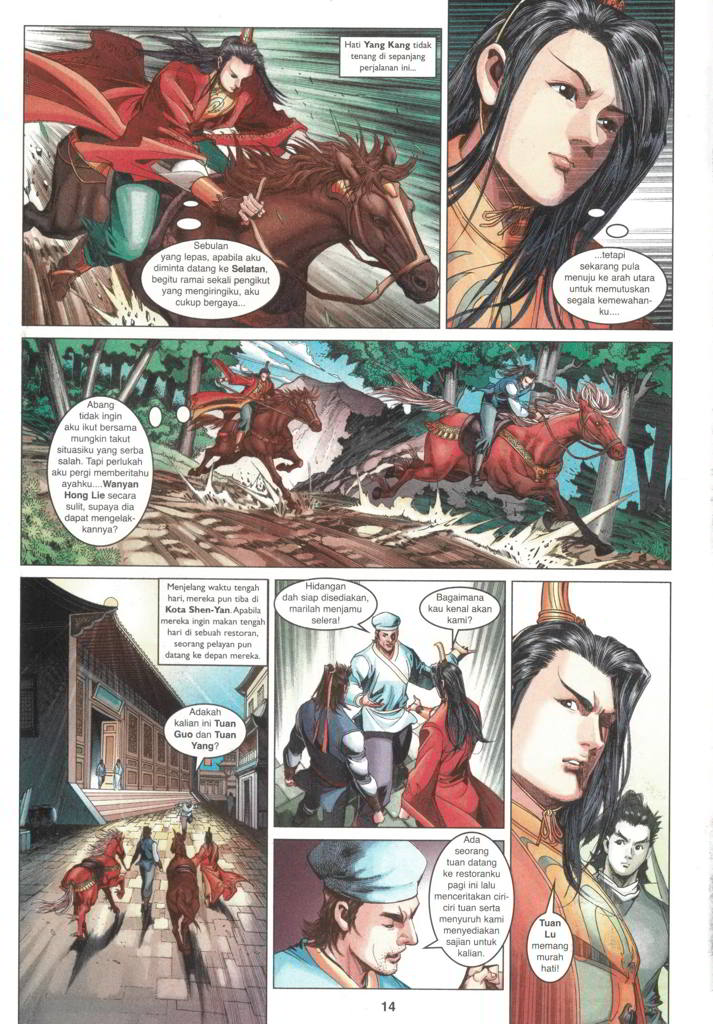 Hati Yang Kang tidak
tenang di sepanjang
perjalanan ini...
Sebulan
yang lepas, apabila aku
diminta datang ke Selatan,
begitu ramai sekali pengikut
yang mengiringiku, aku
cukup bergaya...
...tetapi
sekarang pula
menuju ke arah utara
untuk memutuskan
segala kemewahan-
ku....
Abang
tidak ingin
aku ikut bersama
mungkin takut
situasiku yang serba
salah. Tapi perlukah
aku pergi memberitahu
ayahku....Wanyan
Hong Lie secara
sulit, supaya dia
dapat mengelak-
kannya?
Menjelang waktu tengah
hari, mereka pun tiba di
Kota Shen-Yan. Apabila
mereka ingin makan tengah
hari di sebuah restoran,
seorang pelayan pun
datang ke depan mereka.
Adakah
kalian ini Tuan
Guo dan Tuan
Yang?
Hidangan
dah siap disediakan,
marilah menjamu
selera!
Bagaimana
kau kenal akan
kami?
Ada
seorang
tuan datang
ke restoranku
pagi ini lalu
menceritakan ciri-
ciri tuan serta
menyuruh kami
menyediakan
sajian untuk
kalian.
Tuan
Lu
memang
murah
hati!
14